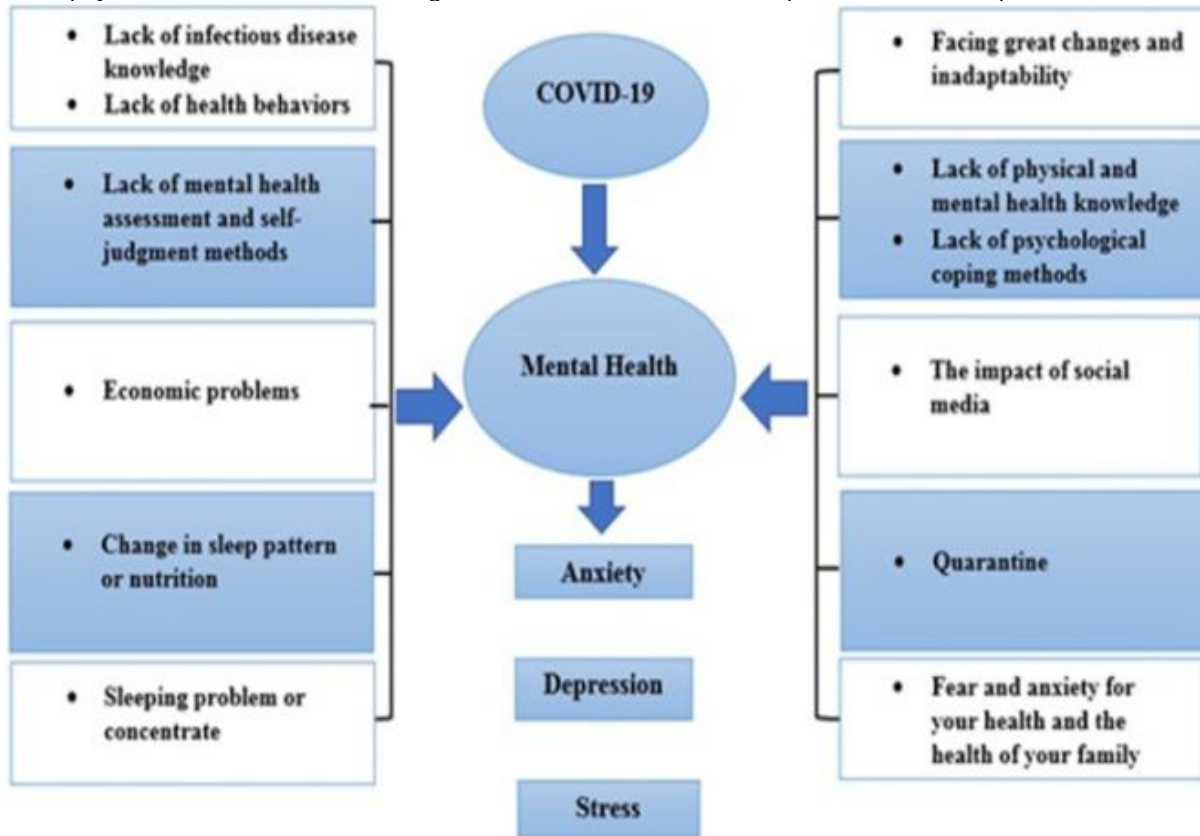 • Lack of infectious disease
knowledge
• Lack of health behaviors
• Lack of mental health
assessment and self-
judgment methods
• Economic problems
• Change in sleep pattern
or nutrition
• Sleeping problem or
concentrate
COVID-19
Mental Health
Anxiety
Depression
Stress
• Facing great changes and
inadaptability
• Lack of physical and
mental health knowledge
• Lack of psychological
coping methods
• The impact of social
media
• Quarantine
• Fear and anxiety for
your health and the
health of your family